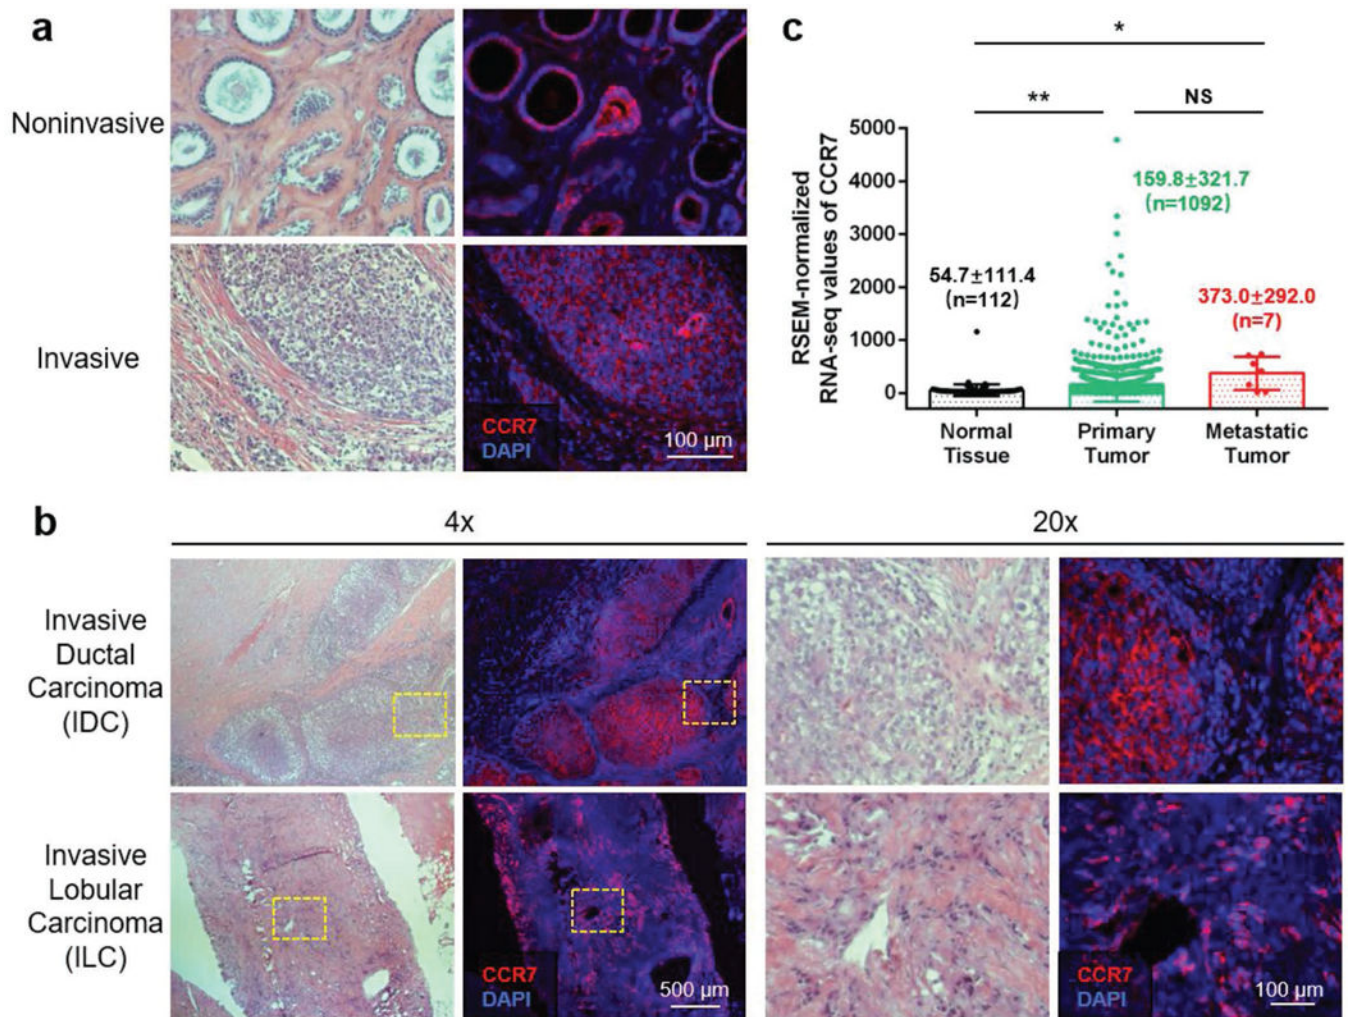 a
Noninvasive
Invasive
CCR7
DAPI
100 µm
c
*
**
NS
RSEM-normalized
RNA-seq values of CCR7
5000
4000
3000
2000
1000
0
54.7±111.4
(n=112)
159.8±321.7
(n=1092)
373.0±292.0
(n=7)
Normal
Tissue
Primary
Tumor
Metastatic
Tumor
b
4x
20x
Invasive
Ductal
Carcinoma
(IDC)
Invasive
Lobular
Carcinoma
(ILC)
CCR7
DAPI
500 µm
CCR7
DAPI
100 µm